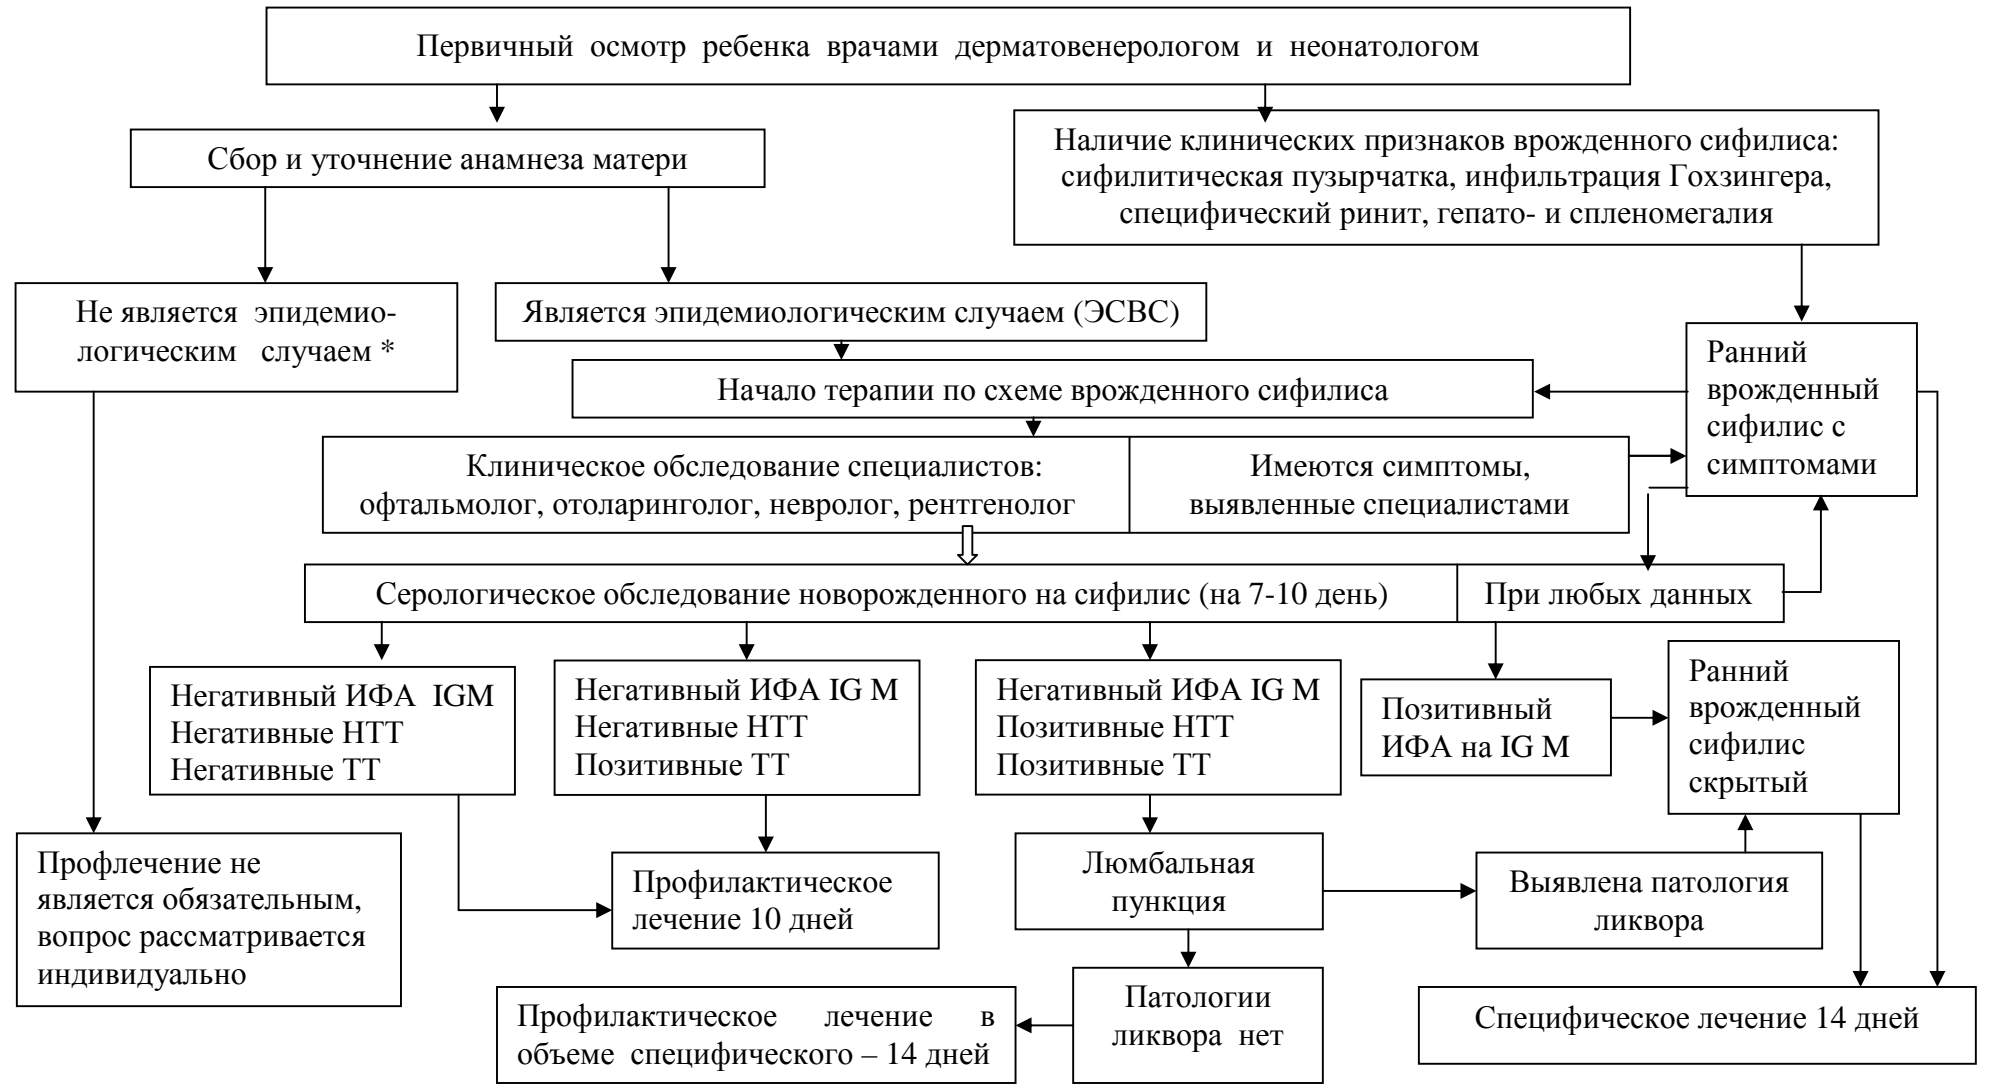 Первичный осмотр ребенка врачами дерматовенерологом и неонатологом
Сбор и уточнение анамнеза матери
Наличие клинических признаков врожденного сифилиса:
сифилитическая пузырчатка, инфильтрация Гохзингера,
специфический ринит, гепато- и спленомегалия
Не является эпидемио-
логическим случаем *
Является эпидемиологическим случаем (ЭСВС)
Ранний
врожденный
сифилис с
симптомами
Начало терапии по схеме врожденного сифилиса
Клиническое обследование специалистов:
офтальмолог, отоларинголог, невролог, рентгенолог
Имеются симптомы,
выявленные специалистами
Серологическое обследование новорожденного на сифилис (на 7-10 день)
При любых данных
Негативный ИФА IGM
Негативные НТТ
Негативные ТТ
Негативный ИФА IG M
Негативные НТТ
Позитивные ТТ
Негативный ИФА IG M
Позитивные НТТ
Позитивные ТТ
Позитивный
ИФА на IG M
Ранний
врожденный
сифилис
скрытый
Профлечение не
является обязательным,
вопрос рассматривается
индивидуально
Профилактическое
лечение 10 дней
Люмбальная
пункция
Выявлена патология
ликвора
Профилактическое лечение в
объеме специфического – 14 дней
Патологии
ликвора нет
Специфическое лечение 14 дней